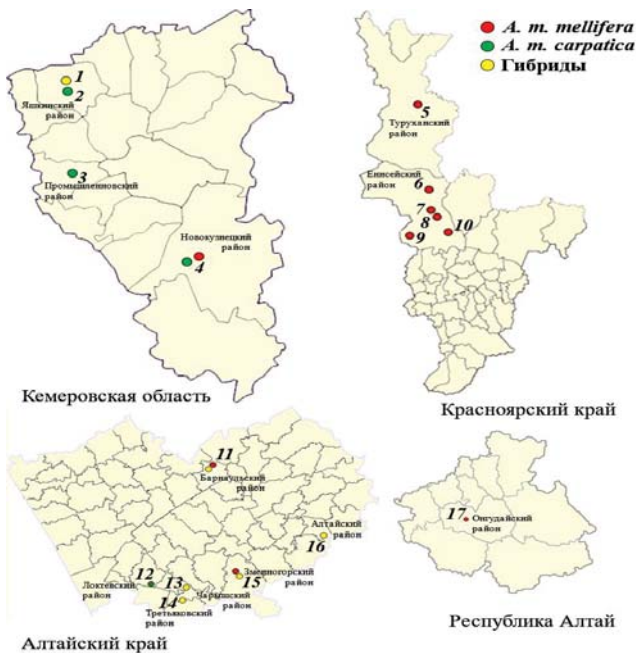 A. m. mellifera
A. m. carpatica
Гибриды
1
2
Яшкинский
район
3
Промышленновский
район
Новокузнецкий
район
4
Кемеровская область
5
Туруханский
район
Енисейский
район
6
7
8
9
10
Красноярский край
11
Барнаульский
район
Алтайский
район
16
12
Локтевский
район
13
14
Третьяковский
район
Змеиногорский
15
Чарышский
район
Алтайский край
17
Онгудайский
район
Республика Алтай